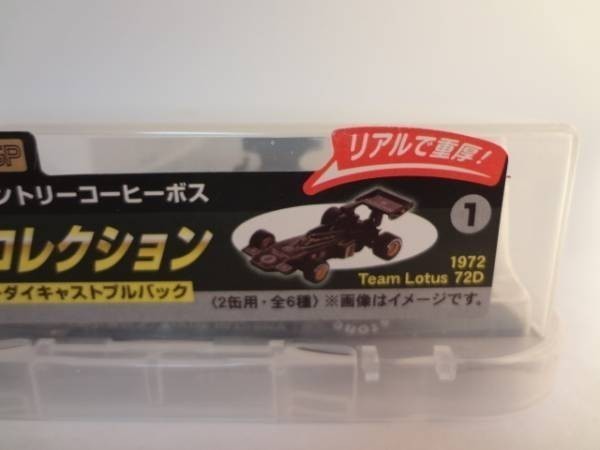 SP
リアルで重厚!
ントリーコーヒーボス
コレクション
1
1972
Team Lotus 72D
ダイキャストプルバック
〈2缶用・全6種〉※画像はイメージです。